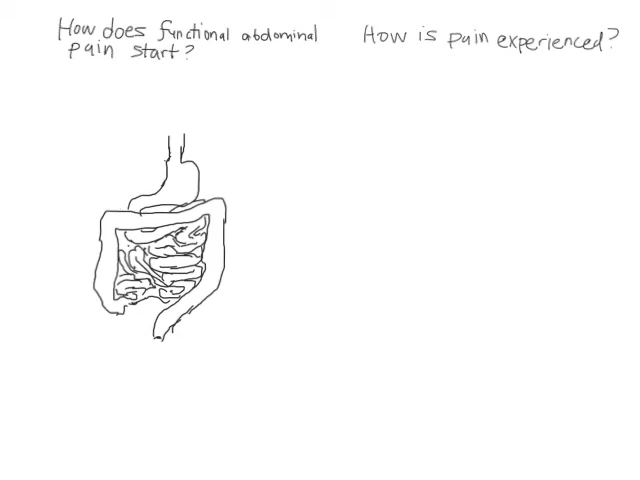 How does functional abdominal
pain start?
How is pain experienced?